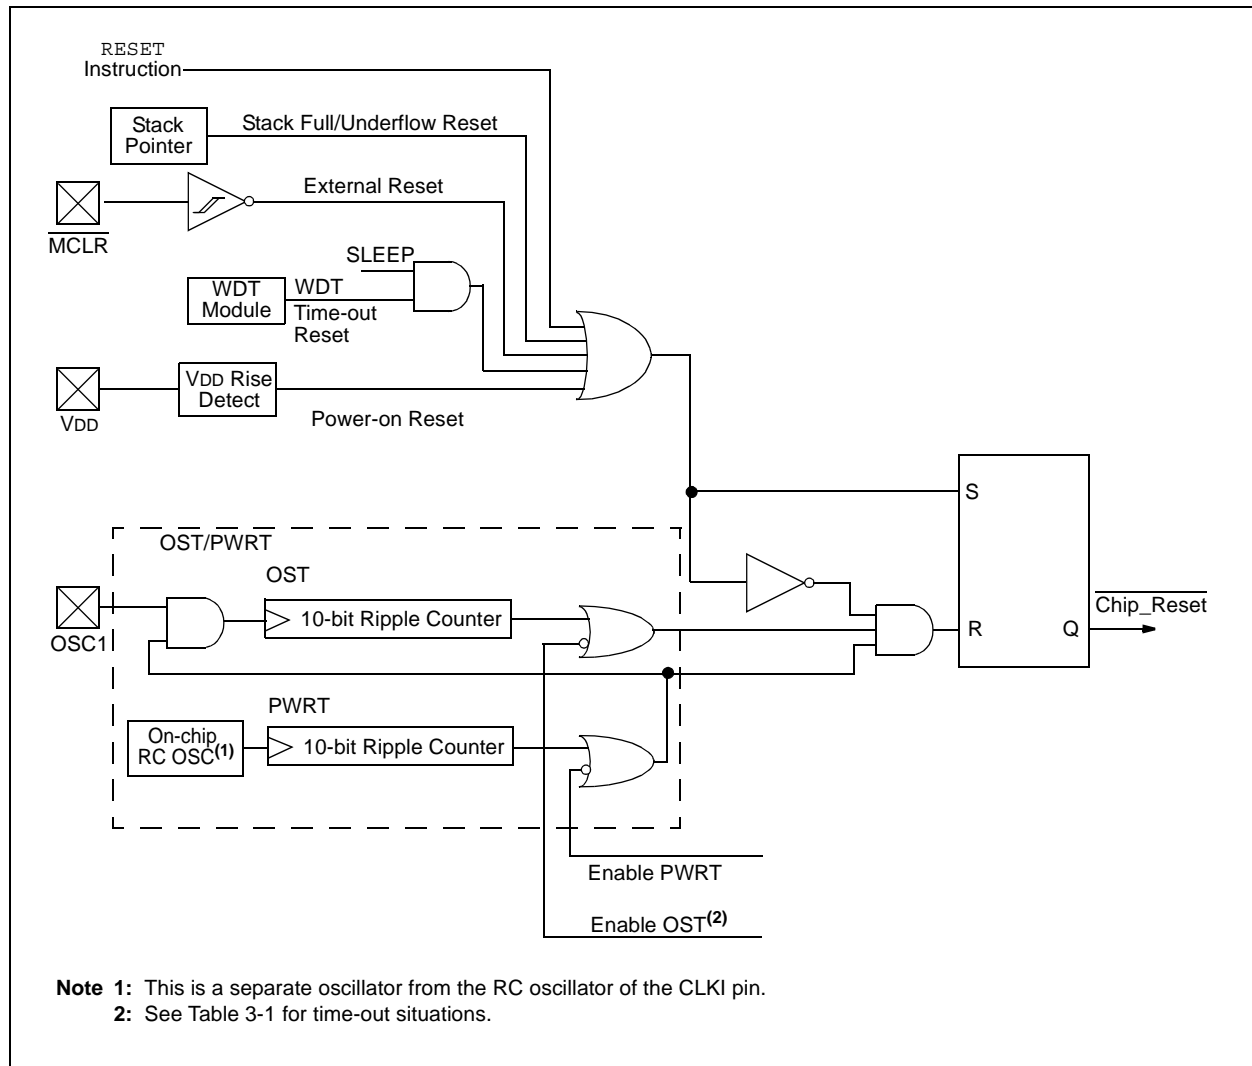 RESET
Instruction
Stack
Pointer
Stack Full/Underflow Reset
External Reset
MCLR
SLEEP
WDT
Module
WDT
Time-out
Reset
VDD Rise
Detect
VDD
Power-on Reset
S
OST/PWRT
OST
10-bit Ripple Counter
OSC1
Chip_Reset
R
Q
PWRT
On-chip
RC OSC(1)
10-bit Ripple Counter
Enable PWRT
Enable OST(2)
Note 1: This is a separate oscillator from the RC oscillator of the CLKI pin.
2: See Table 3-1 for time-out situations.